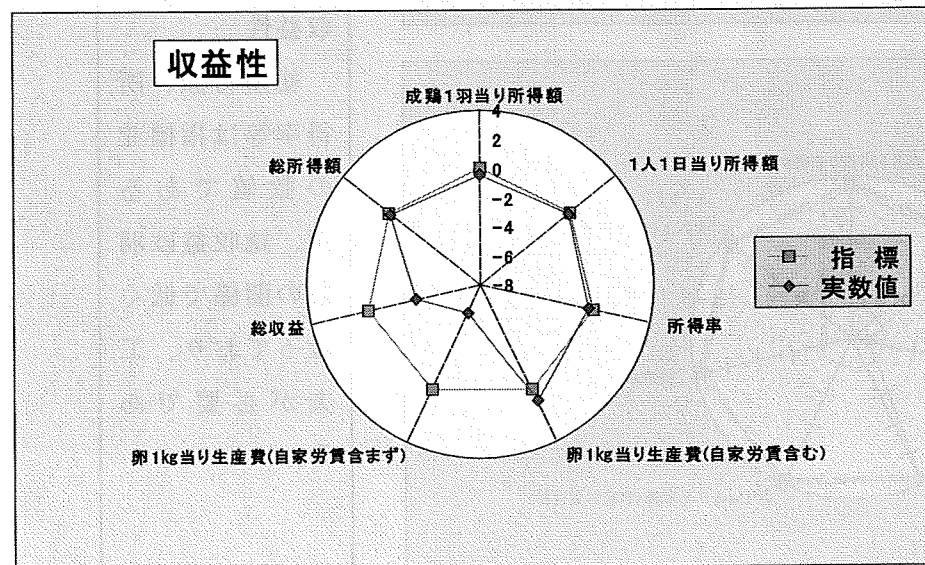 収益性
成鶏1羽当り所得額
4
2
0
-2
-4
-6
-8
1人1日当り所得額
総所得額
指 標
実数値
所得率
総収益
卵1kg当り生産費(自家労賃含まず)
卵1kg当り生産費(自家労賃含む)